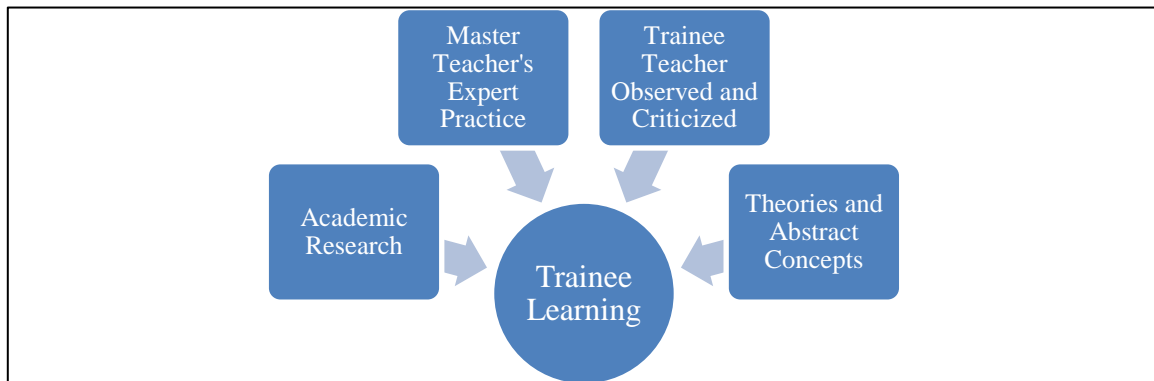 Master
Teacher's
Expert
Practice
Trainee
Teacher
Observed and
Criticized
Academic
Research
Theories and
Abstract
Concepts
Trainee
Learning